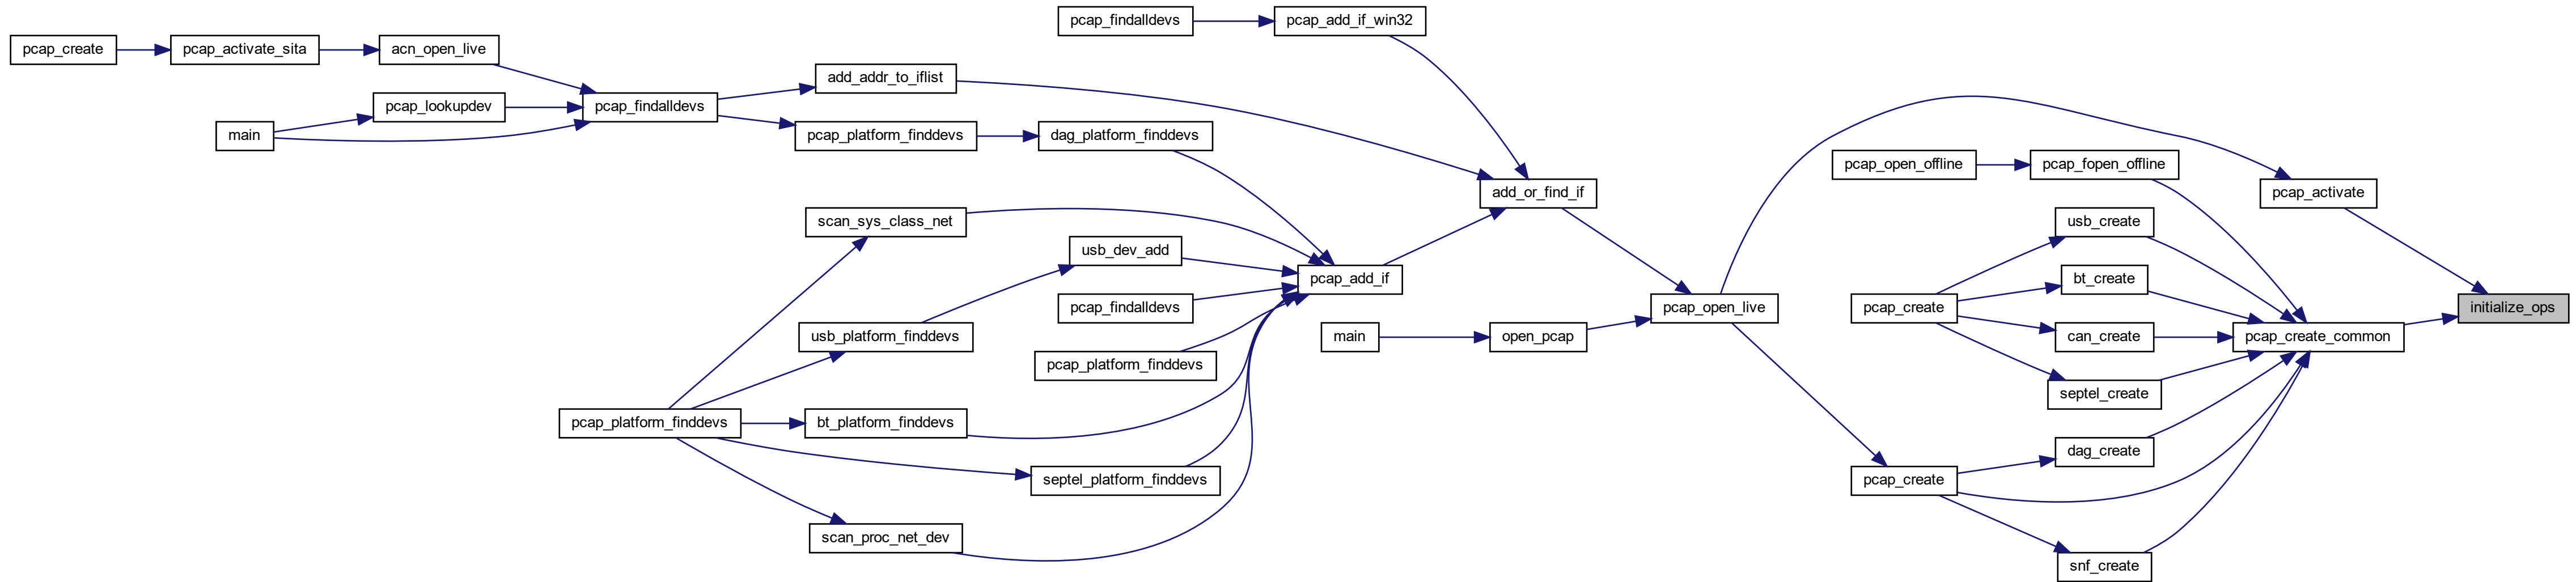 pcap_findalldevs
pcap_add_if_win32
pcap_create
pcap_activate_sita
acn_open_live
add_addr_to_iflist
pcap_lookupdev
pcap_findalldevs
main
pcap_platform_finddevs
dag_platform_finddevs
pcap_open_offline
pcap_fopen_offline
add_or_find_if
pcap_activate
scan_sys_class_net
usb_create
usb_dev_add
pcap_add_if
bt_create
pcap_findalldevs
pcap_open_live
pcap_create
initialize_ops
usb_platform_finddevs
main
open_pcap
can_create
pcap_create_common
pcap_platform_finddevs
septel_create
pcap_platform_finddevs
bt_platform_finddevs
dag_create
septel_platform_finddevs
pcap_create
scan_proc_net_dev
snf_create